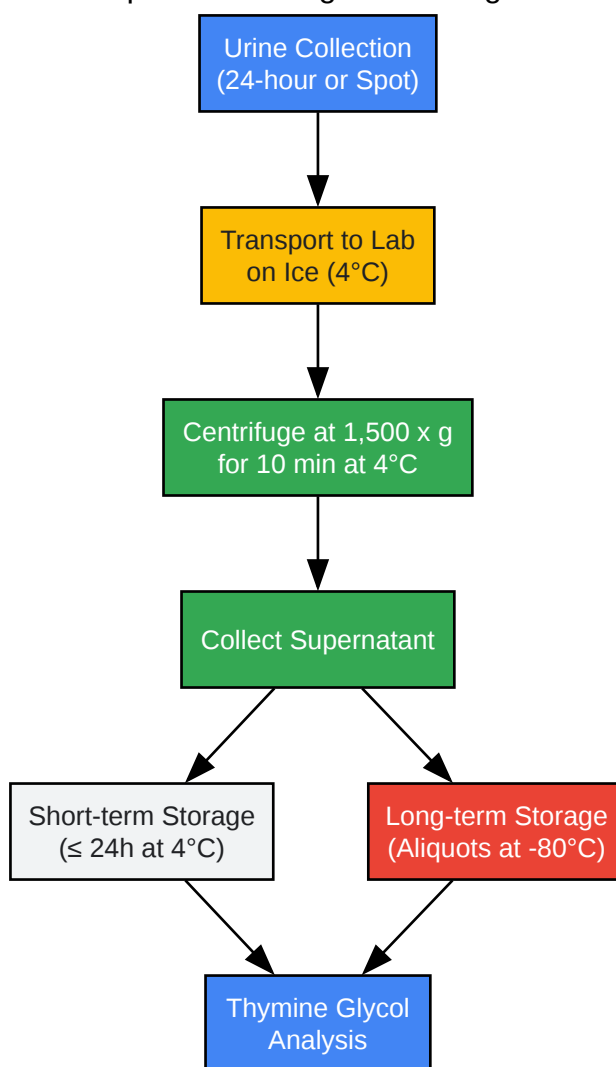 Urine Collection
(24-hour or Spot)
Transport to Lab
on Ice (4°C)
Centrifuge at 1,500 x g
for 10 min at 4°C
Collect Supernatant
Short-term Storage
(≤ 24h at 4°C)
Long-term Storage
(Aliquots at -80°C)
Thymine Glycol
Analysis